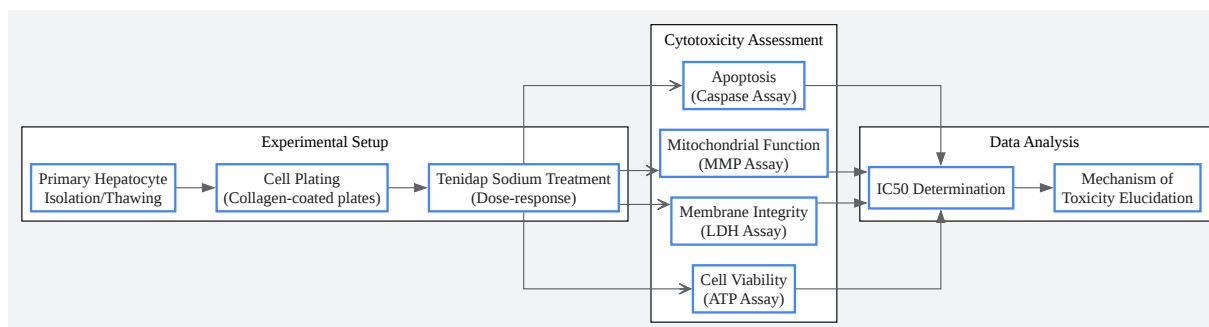 Experimental Setup
Primary Hepatocyte
Isolation/Thawing
Cell Plating
(Collagen-coated plates)
Tenidap Sodium Treatment
(Dose-response)
Cytotoxicity Assessment
Apoptosis
(Caspase Assay)
Mitochondrial Function
(MMP Assay)
Membrane Integrity
(LDH Assay)
Cell Viability
(ATP Assay)
Data Analysis
IC50 Determination
Mechanism of
Toxicity Elucidation